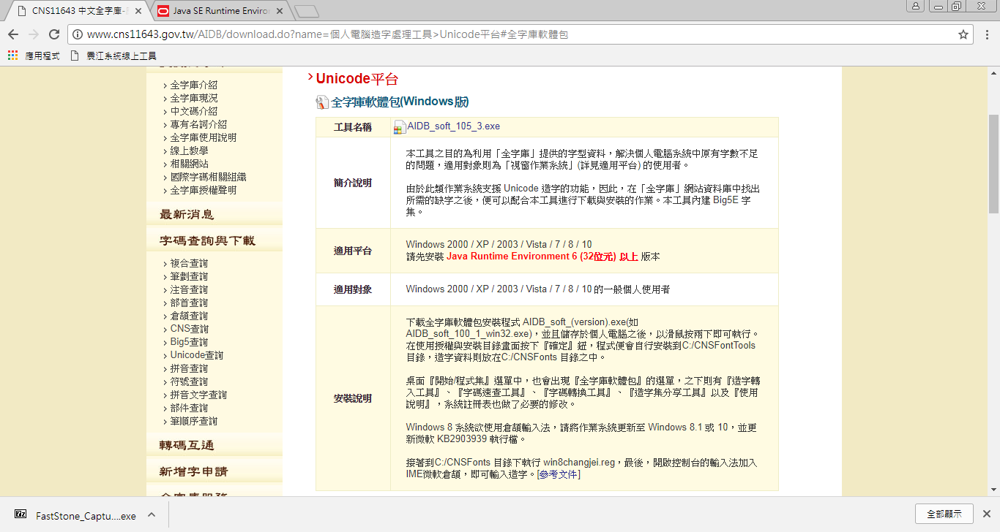 CNS11643 中文全字庫-
Java SE Runtime Enviro
www.cns11643.gov.tw/AIDB/download.do?name=個人電腦造字處理工具>Unicode平台#全字庫軟體包
應用程式
震江系統線上工具
全字庫介紹
全字庫現況
中文碼介紹
專有名詞介紹
全字庫使用說明
線上教學
相關網站
國際字碼相關組織
全字庫授權聲明
最新消息
字碼查詢與下載
複合查詢
筆劃查詢
注音查詢
部首查詢
倉頡查詢
CNS查詢
Big5查詢
Unicode查詢
拼音查詢
符號查詢
拼音文字查詢
部件查詢
筆順序查詢
轉碼互通
新增字申請
Unicode平台
全字庫軟體包(Windows版)
工具名稱
AIDB_soft_105_3.exe
簡介說明
本工具之目的為利用「全字庫」提供的字型資料，解決個人電腦系統中原有字數不足
的問題，適用對象則為「視窗作業系統」(詳見適用平台) 的使用者。
由於此類作業系統支援 Unicode 造字的功能，因此，在「全字庫」網站資料庫中找出
所需的缺字之後，便可以配合本工具進行下載與安裝的作業。本工具內建 Big5E 字
集。
適用平台
Windows 2000 / XP / 2003 / Vista / 7 / 8 / 10
請先安裝 Java Runtime Environment 6 (32位元) 以上 版本
適用對象
Windows 2000 / XP / 2003 / Vista / 7 / 8 / 10 的一般個人使用者
安裝說明
下載全字庫軟體包安裝程式 AIDB_soft_(version).exe(如
AIDB_soft_100_1_win32.exe)，並且儲存於個人電腦之後，以滑鼠按兩下即可執行。
在使用授權與安裝目錄畫面按下『確定』鈕，程式便會自行安裝到C:/CNSFontTools
目錄，造字資料則放在C:/CNSFonts 目錄之中。
桌面『開始/程式集』選單中，也會出現『全字庫軟體包』的選單，之下則有『造字轉
入工具』、『字碼速查工具』、『字碼轉換工具』、『造字集分享工具』以及『使用
說明』，系統註冊表也做了必要的修改。
Windows 8 系統欲使用倉頡輸入法，請將作業系統更新至 Windows 8.1 或 10，並更
新微軟 KB2903939 執行檔。
接著到C:/CNSFonts 目錄下執行 win8changjei.reg，最後，開啟控制台的輸入法加入
IME微軟倉頡，即可輸入造字。[參考文件]
FastStone_Captu....exe
全部顯示